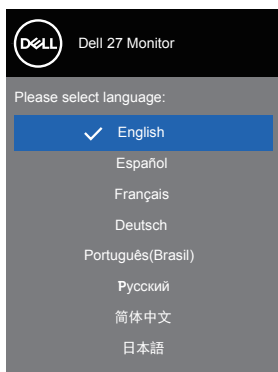 DELL
Dell 27 Monitor
Please select language:
English
Español
Français
Deutsch
Português(Brasil)
Русский
简体中文
日本語